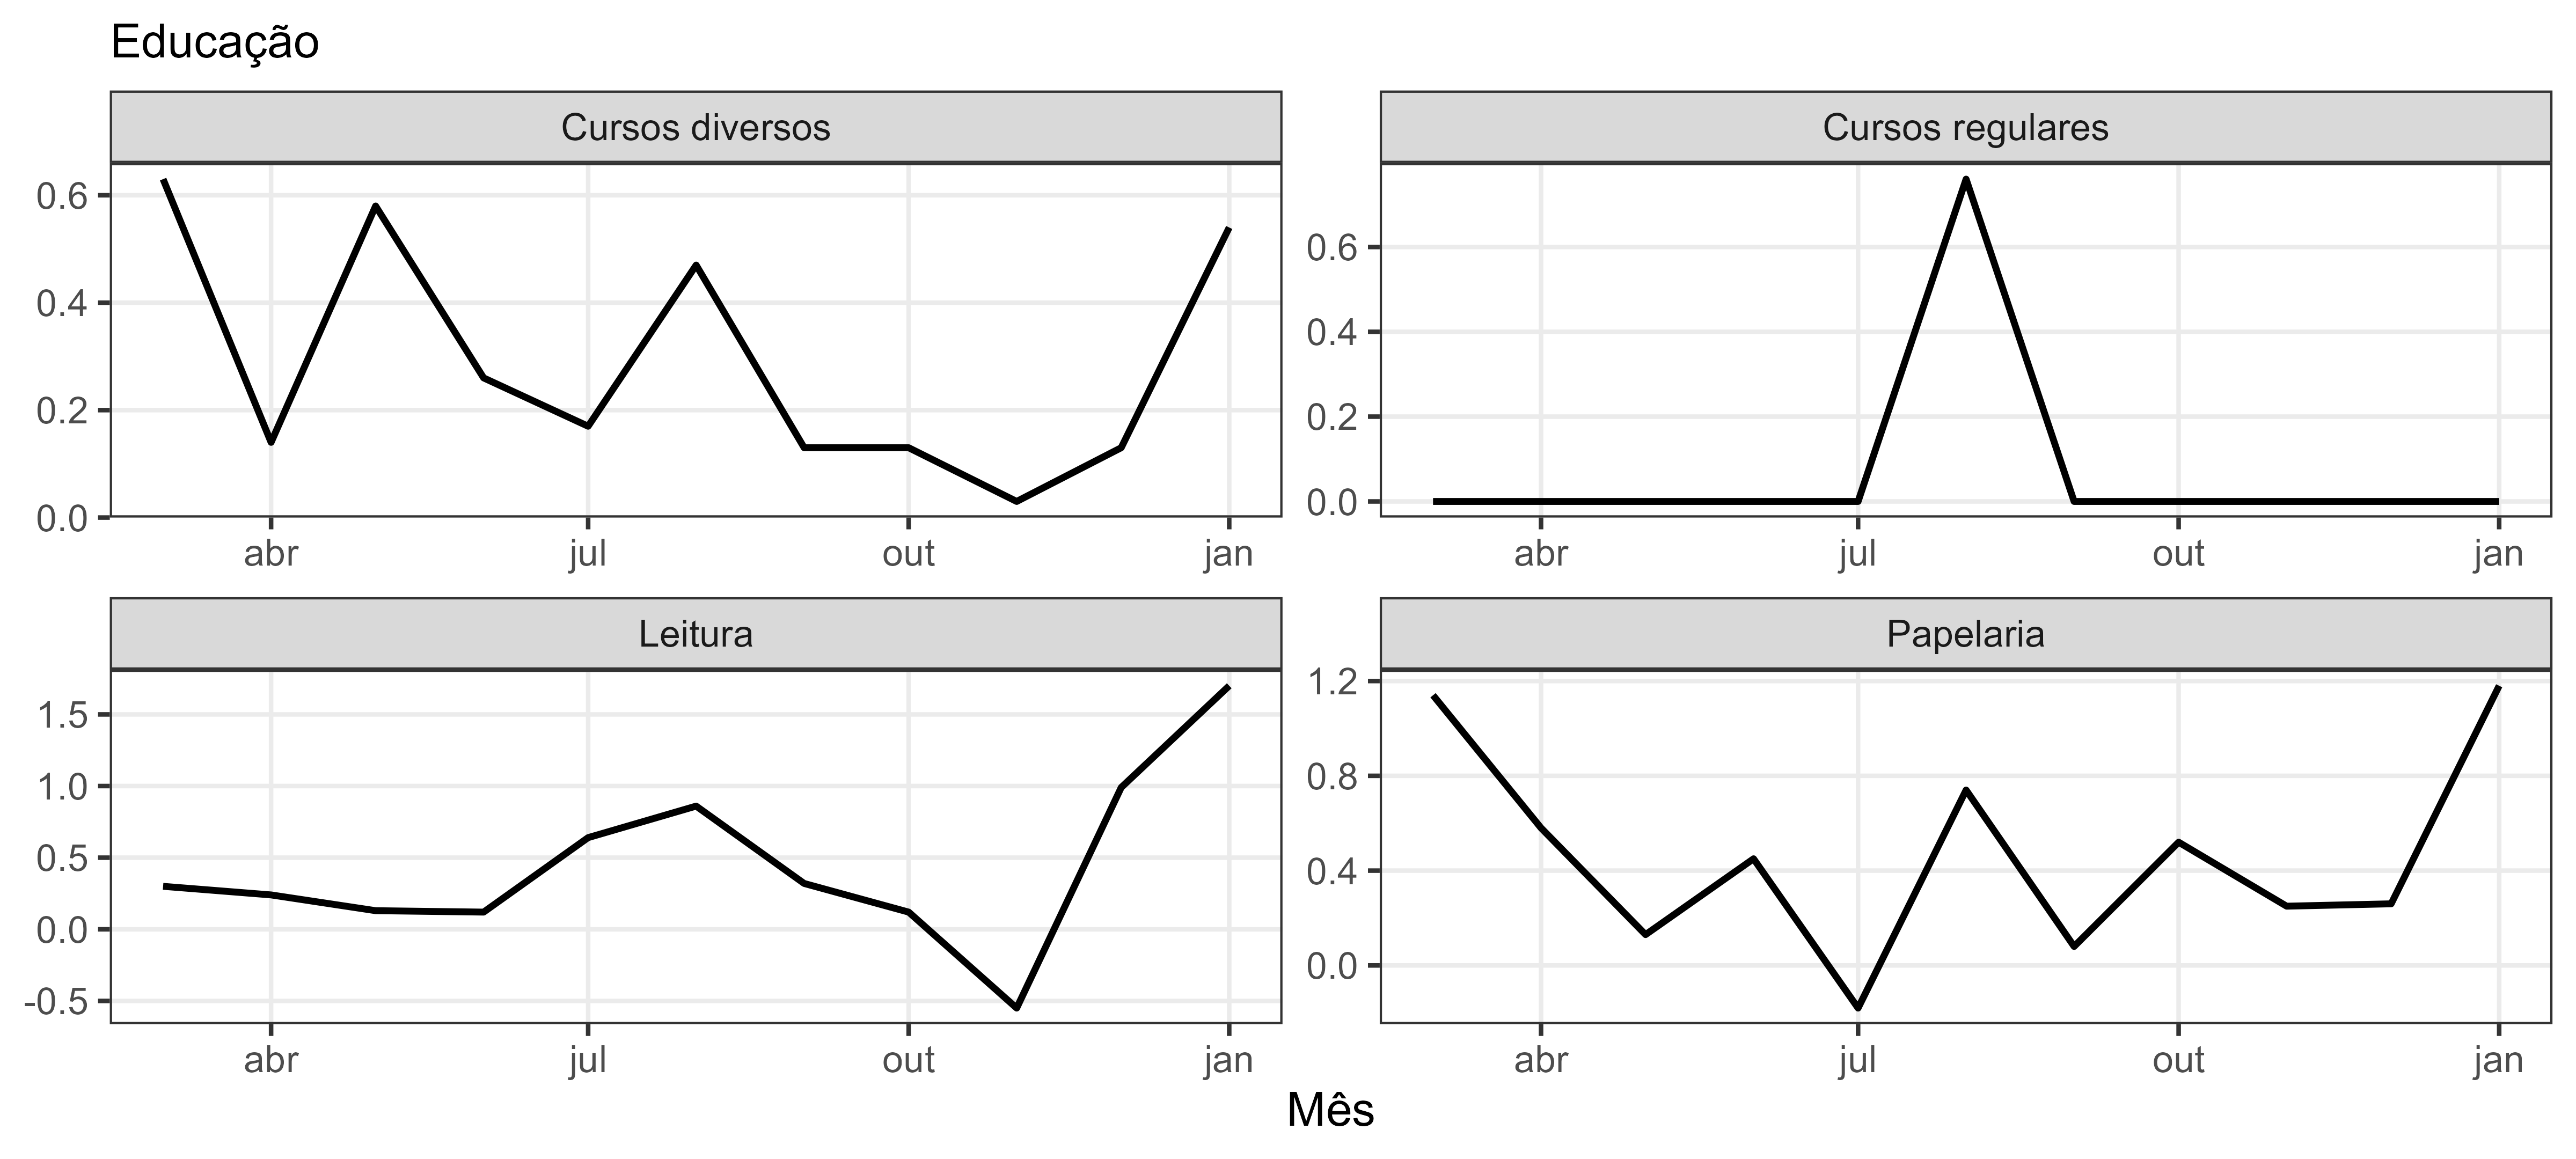 Educação
Cursos diversos
0.6
0.4
0.2
0.0
abr jul out jan
Cursos regulares
0.6
0.4
0.2
0.0
abr jul out jan
Leitura
1.5
1.0
0.5
0.0
-0.5
abr jul out jan
Papelaria
1.2
0.8
0.4
0.0
abr jul out jan
Mês